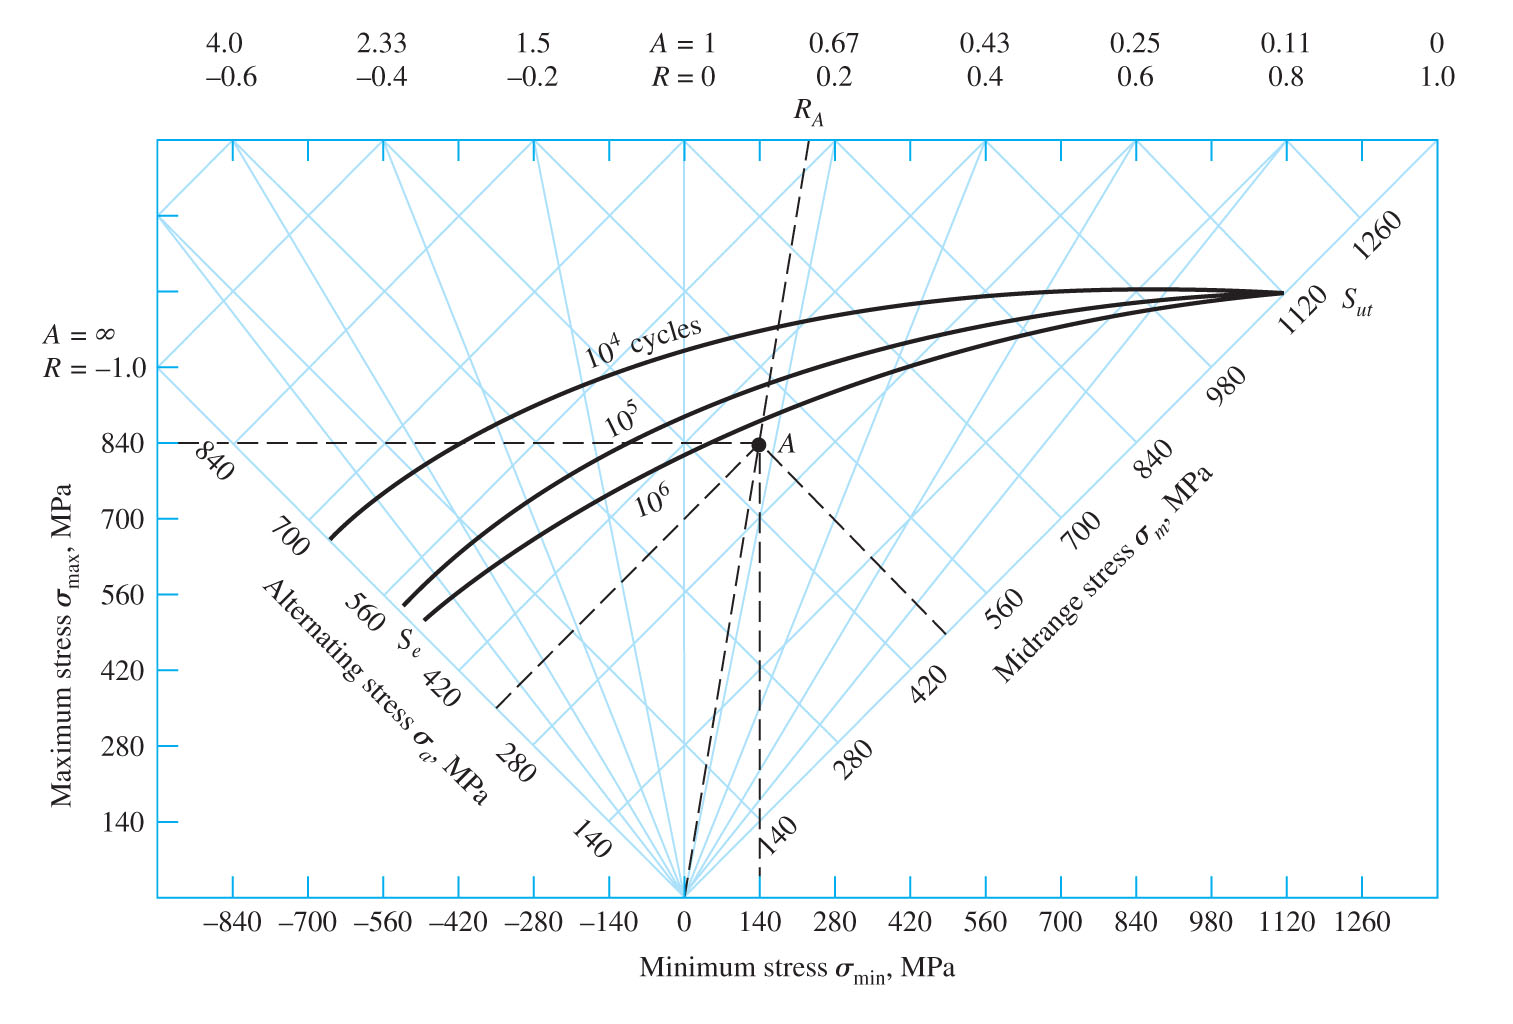 4.0 2.33 1.5 A = 1 0.67 0.43 0.25 0.11 0
–0.6 –0.4 –0.2 R = 0 0.2 0.4 0.6 0.8 1.0
R_A
1260
1120
S_ut
10^4 cycles
A = ∞
R = –1.0
980
10^5
840
840
A
840
10^6
700
700
700
Maximum stress σ_max, MPa
Alternating stress σ_a, MPa
Midrange stress σ_m, MPa
560
560
560
S_e
420
420
420
280
280
280
140
140
140
–840 –700 –560 –420 –280 –140 0 140 280 420 560 700 840 980 1120 1260
Minimum stress σ_min, MPa